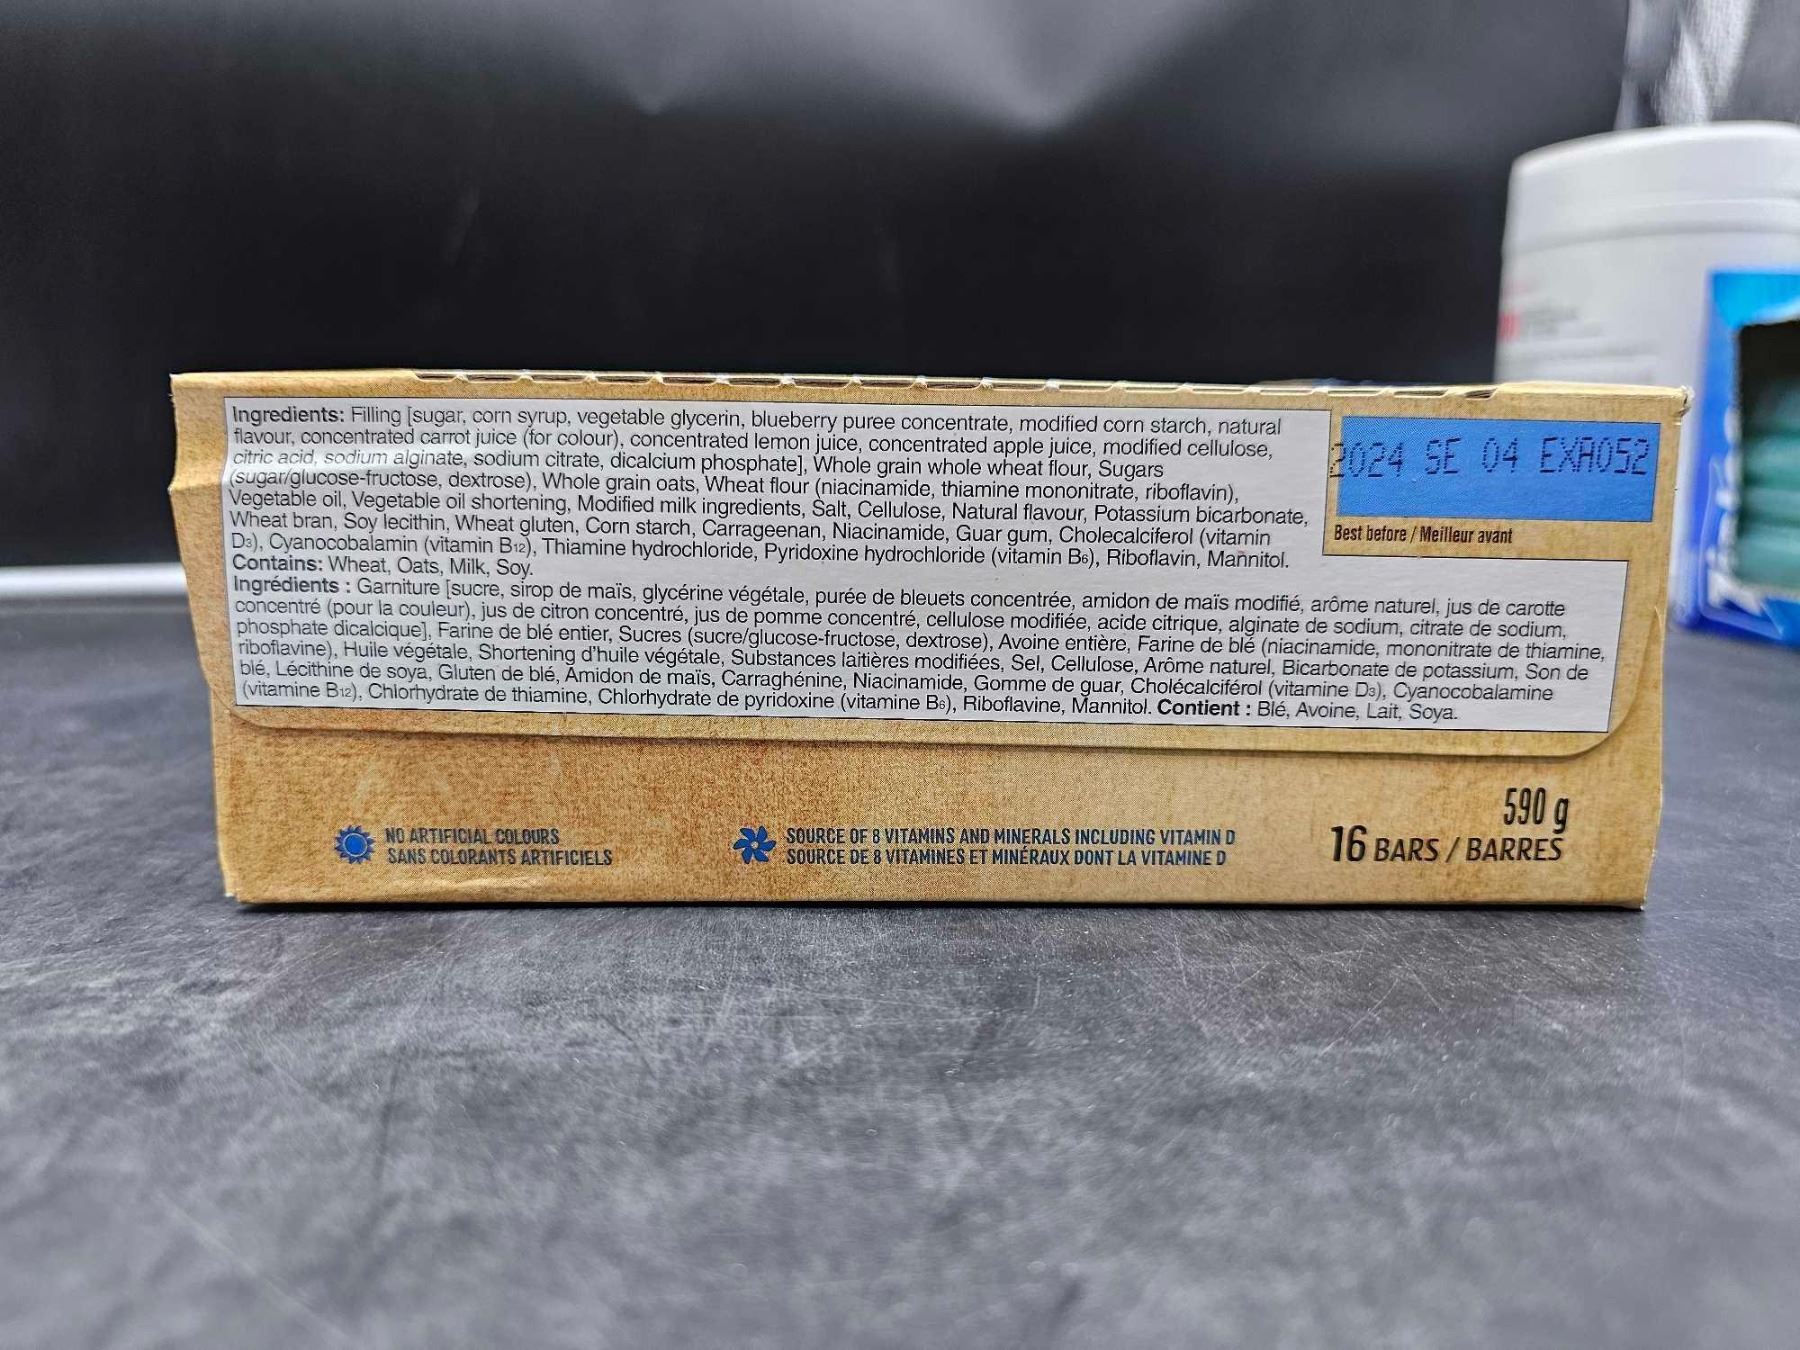 Ingredients: Filling [sugar, corn syrup, vegetable glycerin, blueberry puree concentrate, modified corn starch, natural
flavour, concentrated carrot juice (for colour), concentrated lemon juice, concentrated apple juice, modified cellulose,
citric acid, sodium alginate, sodium citrate, dicalcium phosphate], Whole grain whole wheat flour, Sugars
(sugar/glucose-fructose, dextrose), Whole grain oats, Wheat flour (niacinamide, thiamine mononitrate, riboflavin),
Vegetable oil, Vegetable oil shortening, Modified milk ingredients, Salt, Cellulose, Natural flavour, Potassium bicarbonate,
Wheat bran, Soy lecithin, Wheat gluten, Corn starch, Carrageenan, Niacinamide, Guar gum, Cholecalciferol (vitamin
D3), Cyanocobalamin (vitamin B12), Thiamine hydrochloride, Pyridoxine hydrochloride (vitamin B6), Riboflavin, Mannitol.
Contains: Wheat, Oats, Milk, Soy.
2024 SE 04 EXA052
Best before / Meilleur avant
Ingrédients : Garniture [sucre, sirop de maïs, glycérine végétale, purée de bleuets concentrée, amidon de maïs modifié, arôme naturel, jus de carotte
concentré (pour la couleur), jus de citron concentré, jus de pomme concentré, cellulose modifiée, acide citrique, alginate de sodium, citrate de sodium,
phosphate dicalcique], Farine de blé entier, Sucres (sucre/glucose-fructose, dextrose), Avoine entière, Farine de blé (niacinamide, mononitrate de thiamine,
riboflavine), Huile végétale, Shortening d'huile végétale, Substances laitières modifiées, Sel, Cellulose, Arôme naturel, Bicarbonate de potassium, Son de
blé, Lécithine de soya, Gluten de blé, Amidon de maïs, Carraghénine, Niacinamide, Gomme de guar, Cholécalciférol (vitamine D3), Cyanocobalamine
(vitamine B12), Chlorhydrate de thiamine, Chlorhydrate de pyridoxine (vitamine B6), Riboflavine, Mannitol. Contient : Blé, Avoine, Lait, Soya.
NO ARTIFICIAL COLOURS
SANS COLORANTS ARTIFICIELS
SOURCE OF 8 VITAMINS AND MINERALS INCLUDING VITAMIN D
SOURCE DE 8 VITAMINES ET MINÉRAUX DONT LA VITAMINE D
590 g
16 BARS / BARRES